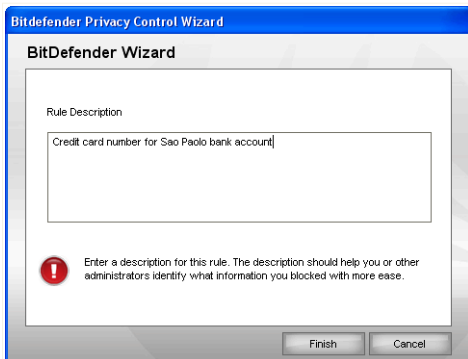 Bitdefender Privacy Control Wizard
BitDefender Wizard
Rule Description
Credit card number for Sao Paolo bank account
Enter a description for this rule. The description should help you or other
administrators identify what information you blocked with more ease.
Finish Cancel